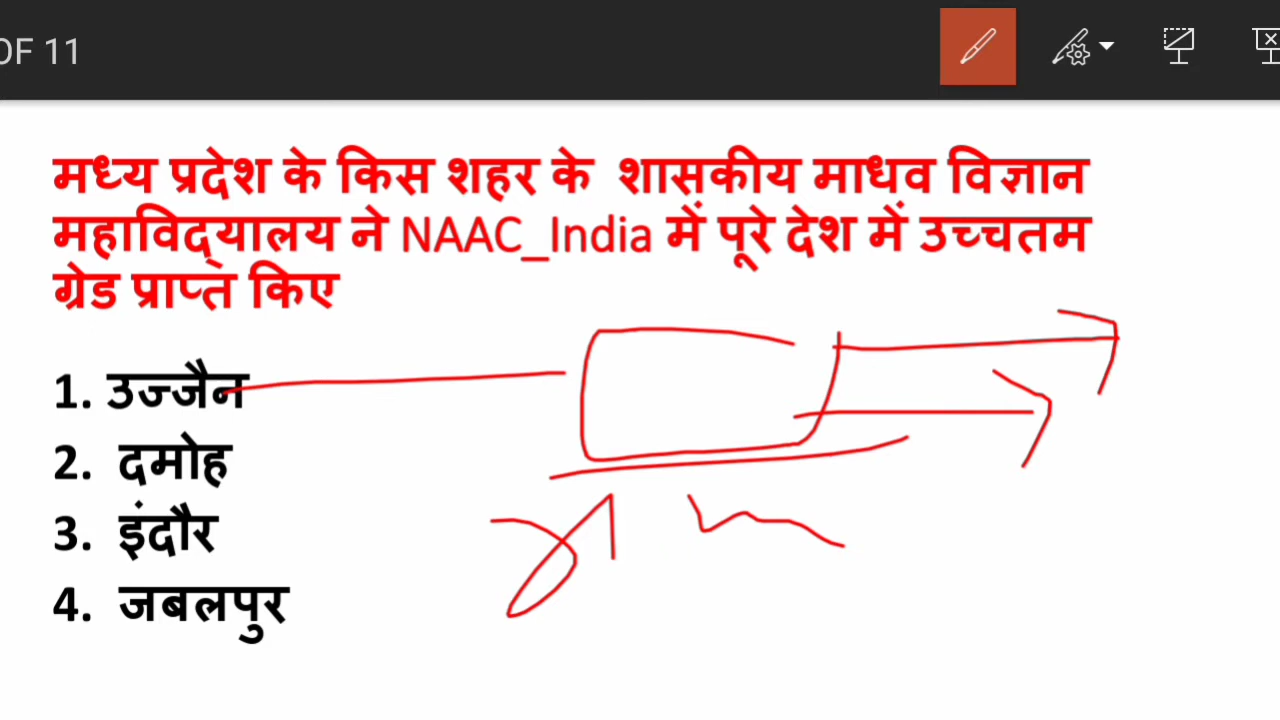 OF 11
मध्य प्रदेश के किस शहर के शासकीय माधव विज्ञान
महाविद्यालय ने NAAC_India में पूरे देश में उच्चतम
ग्रेड प्राप्त किए
1. उज्जैन
2. दमोह
3. इंदौर
4. जबलपुर